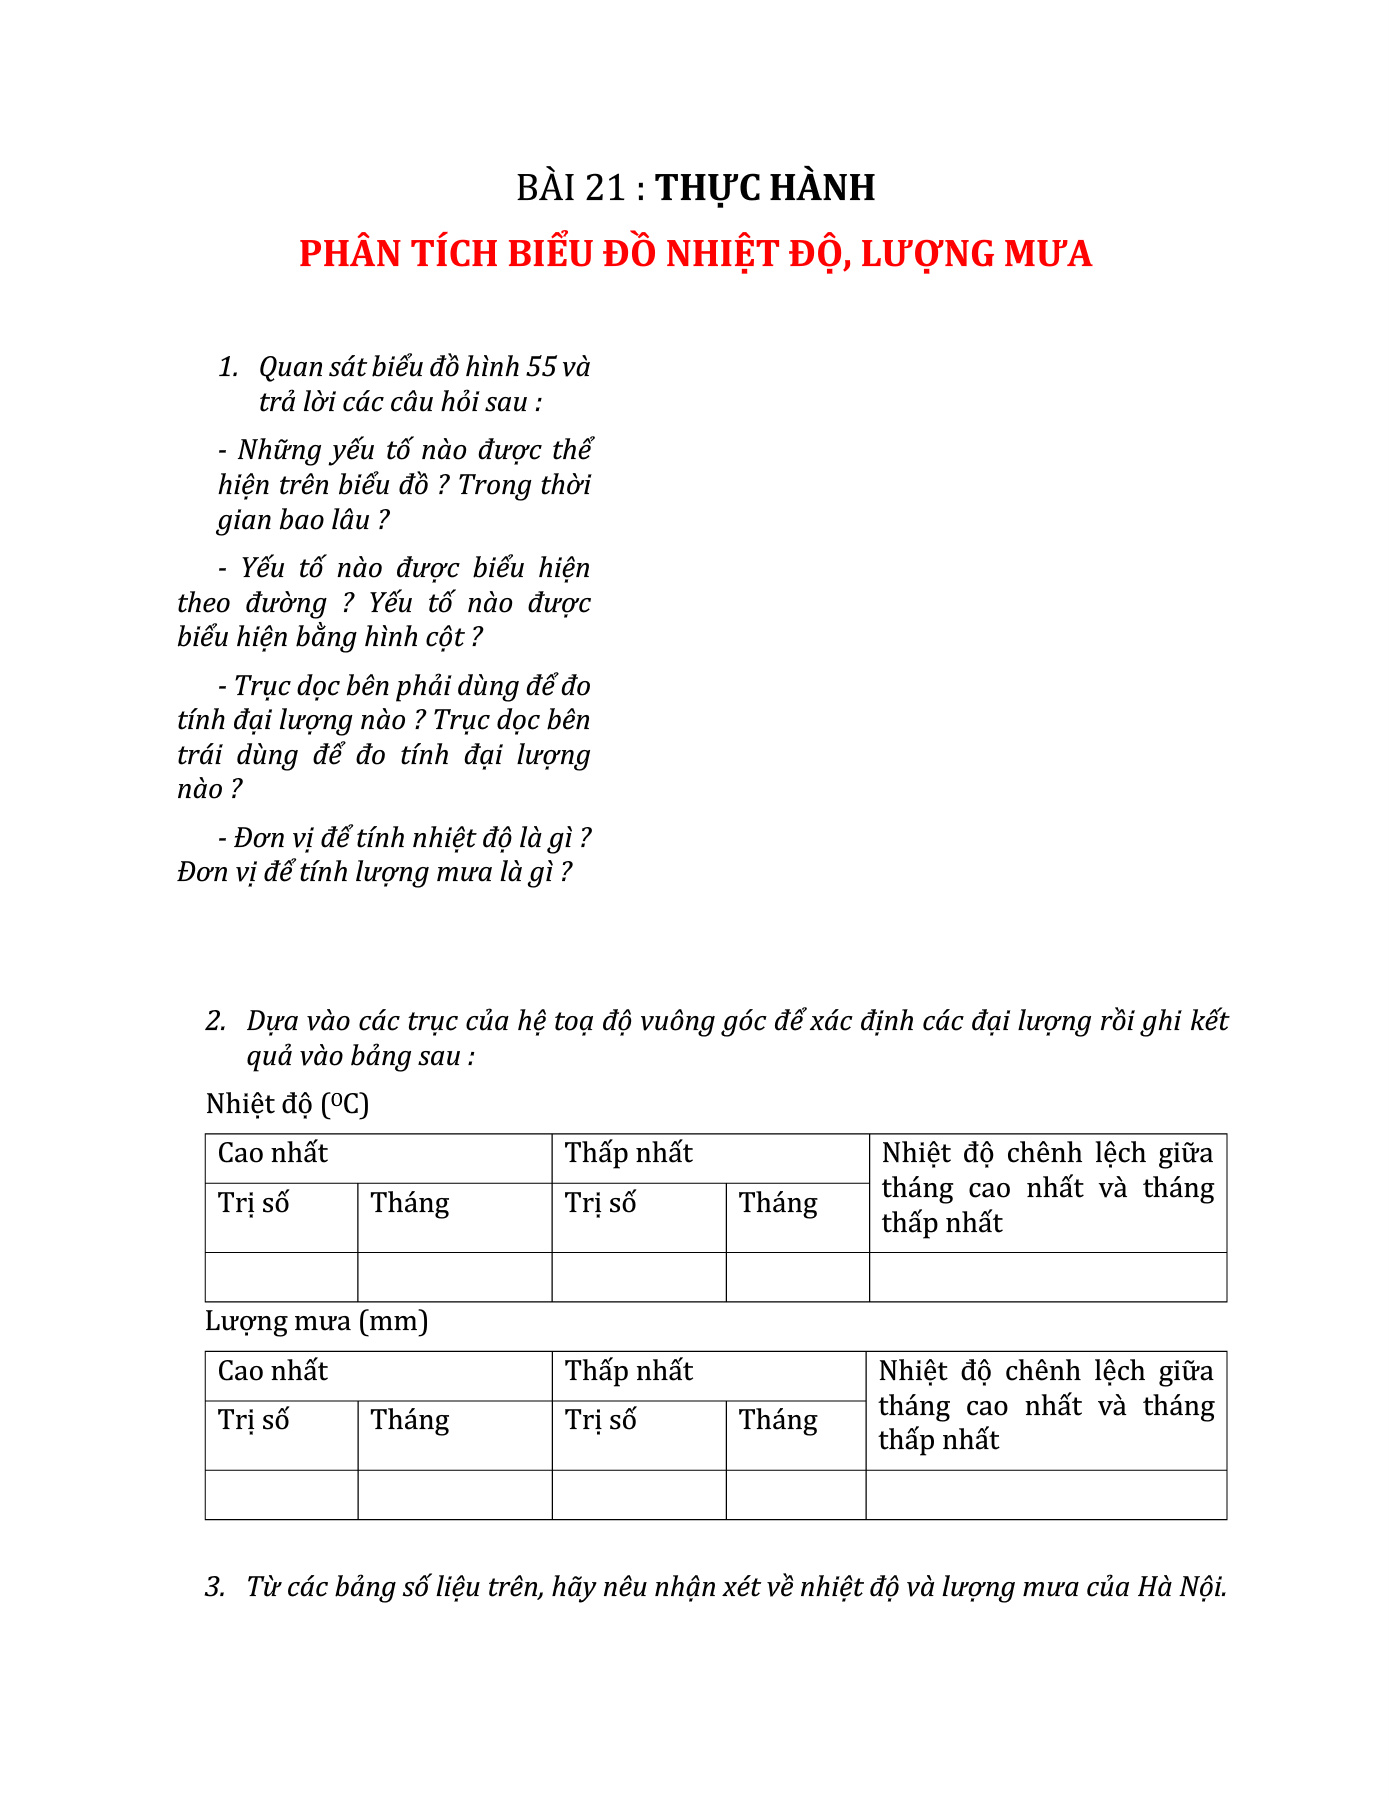 BÀI 21 : THỰC HÀNH
PHÂN TÍCH BIỂU ĐỒ NHIỆT ĐỘ, LƯỢNG MƯA
1. Quan sát biểu đồ hình 55 và
trả lời các câu hỏi sau :
- Những yếu tố nào được thể
hiện trên biểu đồ ? Trong thời
gian bao lâu ?
- Yếu tố nào được biểu hiện
theo đường ? Yếu tố nào được
biểu hiện bằng hình cột ?
- Trục dọc bên phải dùng để đo
tính đại lượng nào ? Trục dọc bên
trái dùng để đo tính đại lượng
nào ?
- Đơn vị để tính nhiệt độ là gì ?
Đơn vị để tính lượng mưa là gì ?
2. Dựa vào các trục của hệ toạ độ vuông góc để xác định các đại lượng rồi ghi kết
quả vào bảng sau :
Nhiệt độ (⁰C)
Cao nhất Thấp nhất Nhiệt độ chênh lệch giữa
tháng cao nhất và tháng
thấp nhất
Trị số Tháng Trị số Tháng
Lượng mưa (mm)
Cao nhất Thấp nhất Nhiệt độ chênh lệch giữa
tháng cao nhất và tháng
thấp nhất
Trị số Tháng Trị số Tháng
3. Từ các bảng số liệu trên, hãy nêu nhận xét về nhiệt độ và lượng mưa của Hà Nội.